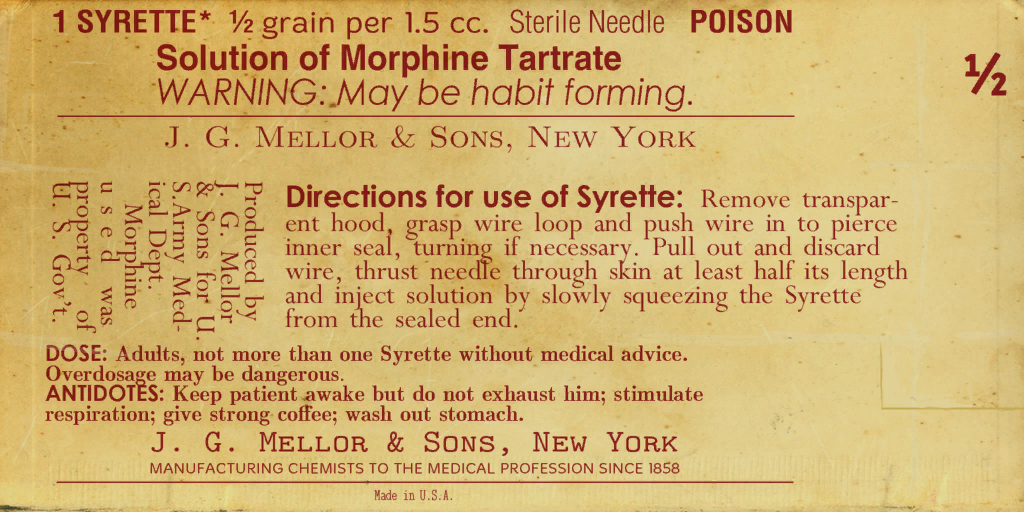 1 SYRETTE* ½ grain per 1.5 cc. Sterile Needle POISON
½
Solution of Morphine Tartrate
WARNING: May be habit forming.
J. G. MELLOR & SONS, NEW YORK
Produced by
J. G. Mellor
& Sons for U.
S.Army Med-
ical Dept.
Morphine
used was
property of
U. S. Gov't.
Directions for use of Syrette: Remove transpar-
ent hood, grasp wire loop and push wire in to pierce
inner seal, turning if necessary. Pull out and discard
wire, thrust needle through skin at least half its length
and inject solution by slowly squeezing the Syrette
from the sealed end.
DOSE: Adults, not more than one Syrette without medical advice.
Overdosage may be dangerous.
ANTIDOTES: Keep patient awake but do not exhaust him; stimulate
respiration; give strong coffee; wash out stomach.
J. G. MELLOR & SONS, NEW YORK
MANUFACTURING CHEMISTS TO THE MEDICAL PROFESSION SINCE 1858
Made in U.S.A.